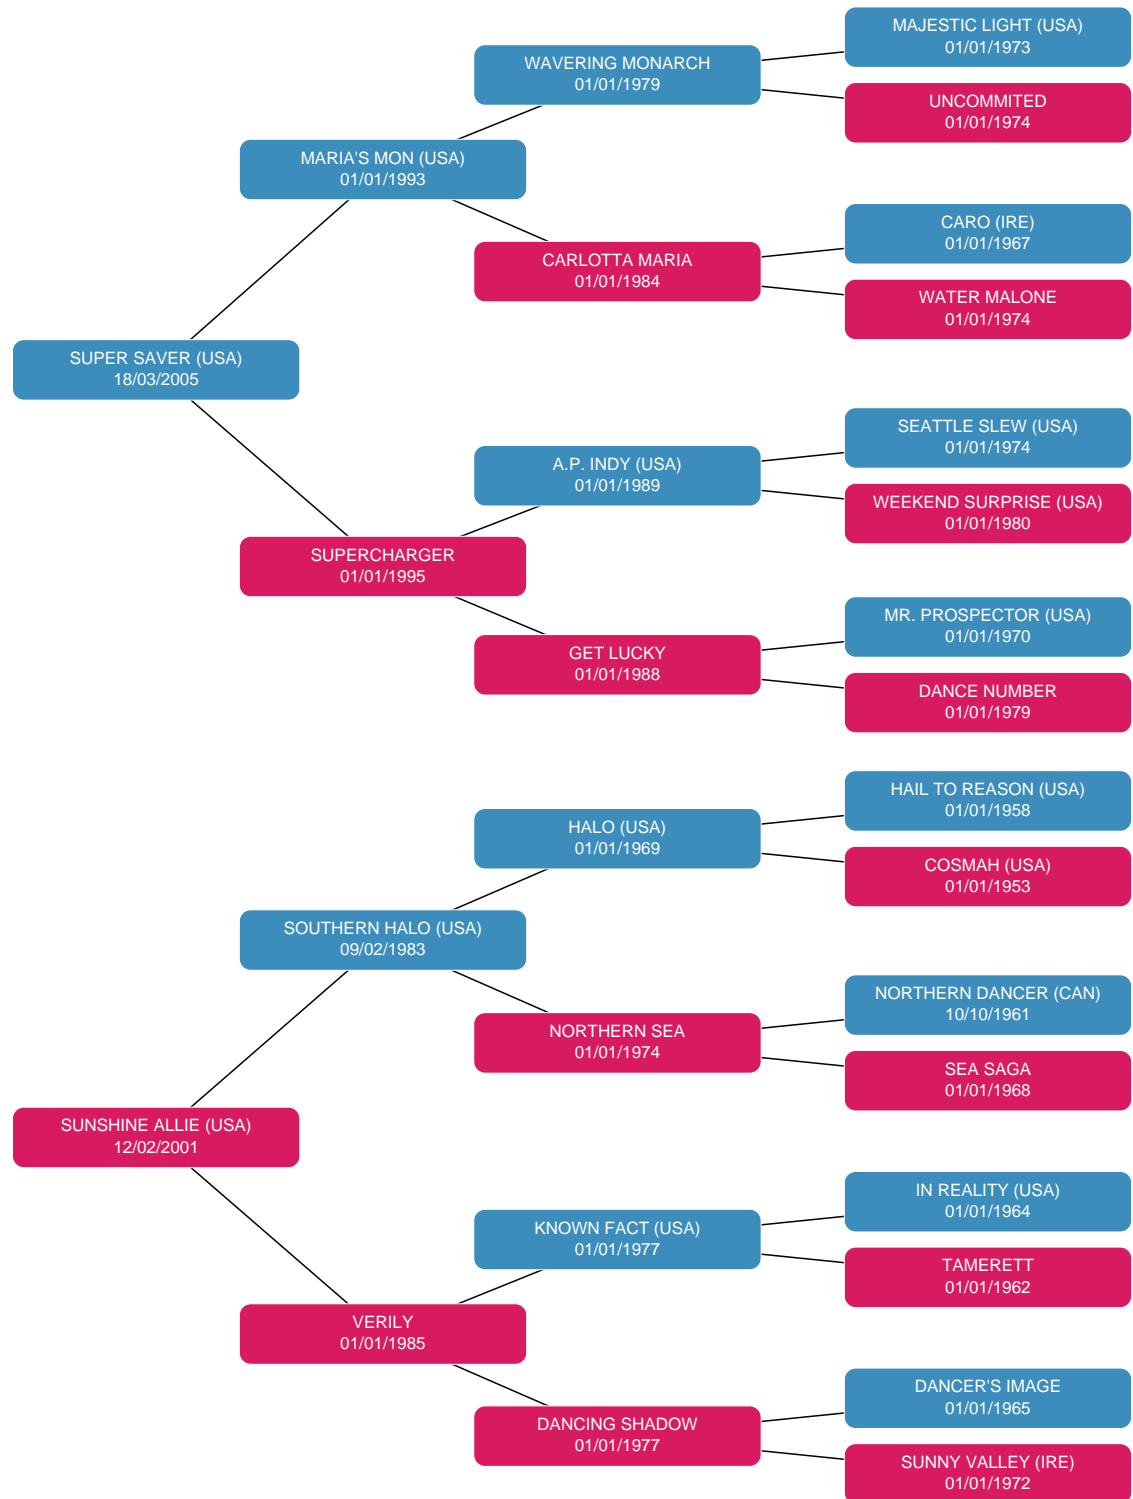 MAJESTIC LIGHT (USA)
01/01/1973
WAVERING MONARCH
01/01/1979
UNCOMMITED
01/01/1974
MARIA'S MON (USA)
01/01/1993
CARO (IRE)
01/01/1967
CARLOTTA MARIA
01/01/1984
WATER MALONE
01/01/1974
SUPER SAVER (USA)
18/03/2005
SEATTLE SLEW (USA)
01/01/1974
A.P. INDY (USA)
01/01/1989
WEEKEND SURPRISE (USA)
01/01/1980
SUPERCHARGER
01/01/1995
MR. PROSPECTOR (USA)
01/01/1970
GET LUCKY
01/01/1988
DANCE NUMBER
01/01/1979
HAIL TO REASON (USA)
01/01/1958
HALO (USA)
01/01/1969
COSMAH (USA)
01/01/1953
SOUTHERN HALO (USA)
09/02/1983
NORTHERN DANCER (CAN)
10/10/1961
NORTHERN SEA
01/01/1974
SEA SAGA
01/01/1968
SUNSHINE ALLIE (USA)
12/02/2001
IN REALITY (USA)
01/01/1964
KNOWN FACT (USA)
01/01/1977
TAMERETT
01/01/1962
VERILY
01/01/1985
DANCER'S IMAGE
01/01/1965
DANCING SHADOW
01/01/1977
SUNNY VALLEY (IRE)
01/01/1972